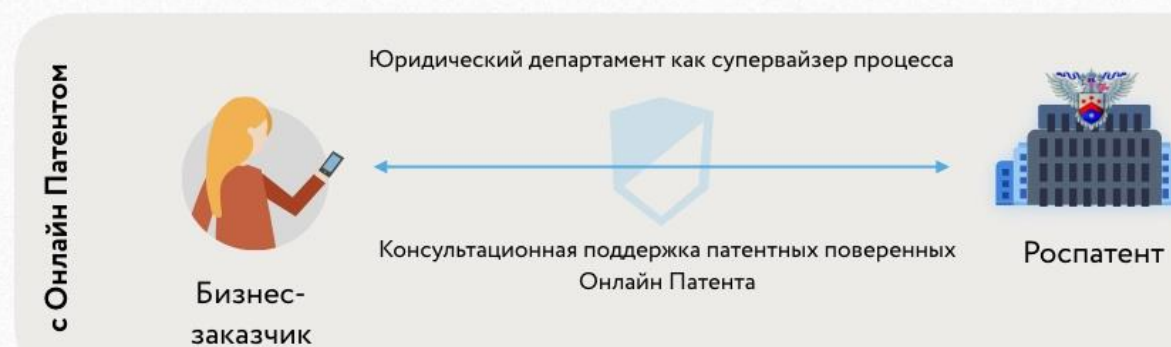 с Онлайн Патентом
Юридический департамент как супервайзер процесса
Консультационная поддержка патентных поверенных
Онлайн Патента
Бизнес-
заказчик
Роспатент